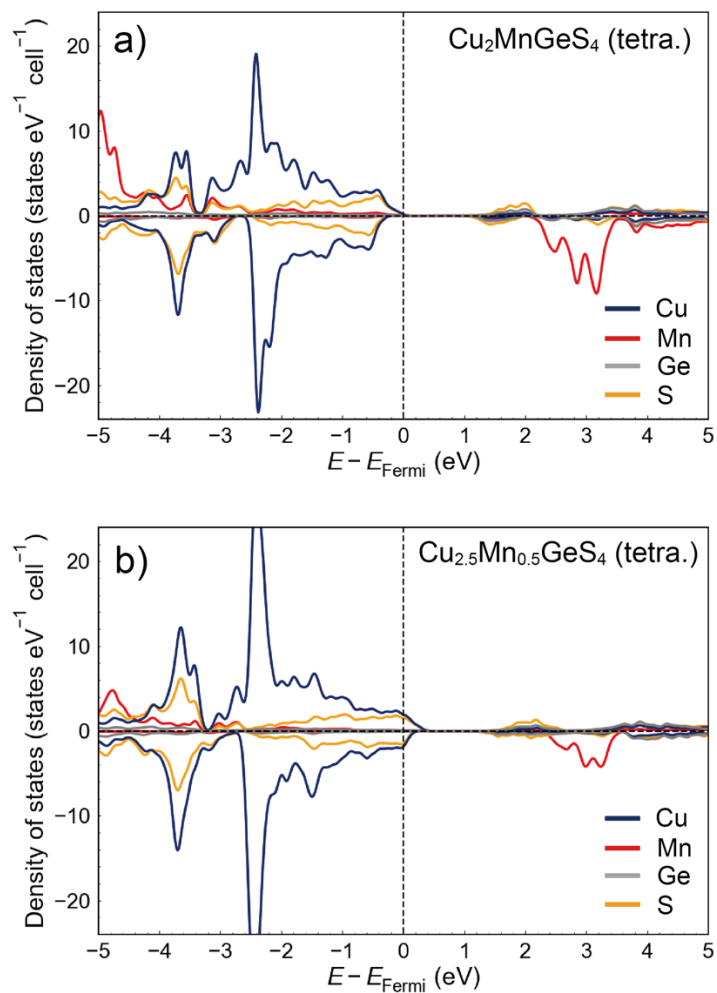 a)
Cu₂MnGeS₄ (tetra.)
Density of states (states eV⁻¹ cell⁻¹)
20
10
0
−10
−20
Cu
Mn
Ge
S
−5 −4 −3 −2 −1 0 1 2 3 4 5
E − E_Fermi (eV)
b)
Cu₂.₅Mn₀.₅GeS₄ (tetra.)
Density of states (states eV⁻¹ cell⁻¹)
20
10
0
−10
−20
Cu
Mn
Ge
S
−5 −4 −3 −2 −1 0 1 2 3 4 5
E − E_Fermi (eV)